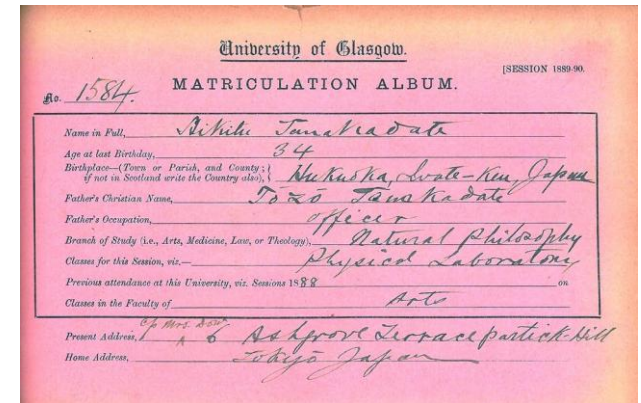 University of Glasgow.
[SESSION 1889-90.
No. 1584. MATRICULATION ALBUM.
Name in Full, Aikitu Tanakadate
Age at last Birthday, 34
Birthplace—(Town or Parish, and County;
if not in Scotland write the Country also), Hukuoka, Iwate-Ken, Japan
Father's Christian Name, Tōzō Tanakadate
Father's Occupation, officer
Branch of Study (i.e., Arts, Medicine, Law, or Theology), Natural Philosophy
Classes for this Session, viz.— Physical Laboratory
Previous attendance at this University, viz. Sessions 1888 on
Classes in the Faculty of Arts
c/o Mrs.
Present Address, 6 Ashgrove Terrace Partick-Hill
Home Address, Tokyō Japan